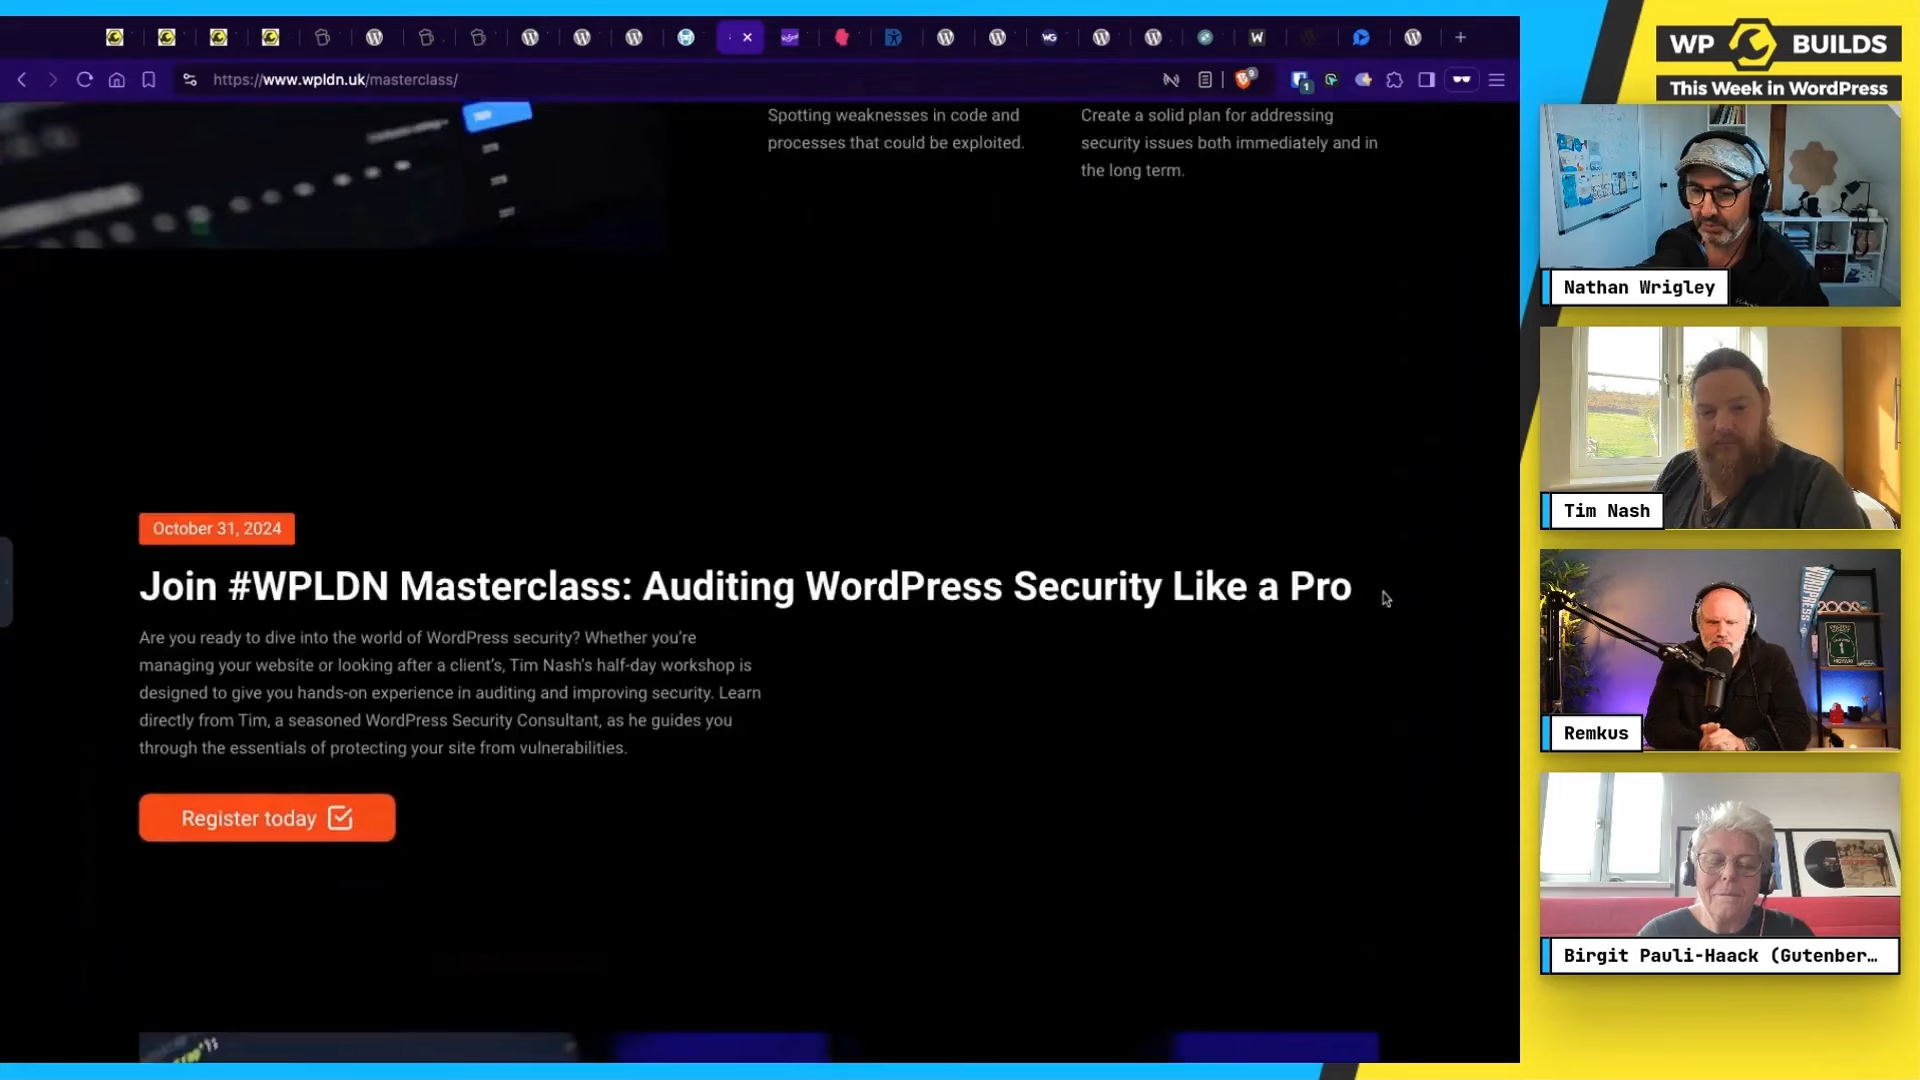 https://www.wpldn.uk/masterclass/
Spotting weaknesses in code and
processes that could be exploited.
Create a solid plan for addressing
security issues both immediately and in
the long term.
October 31, 2024
Join #WPLDN Masterclass: Auditing WordPress Security Like a Pro
Are you ready to dive into the world of WordPress security? Whether you're
managing your website or looking after a client's, Tim Nash's half-day workshop is
designed to give you hands-on experience in auditing and improving security. Learn
directly from Tim, a seasoned WordPress Security Consultant, as he guides you
through the essentials of protecting your site from vulnerabilities.
Register today
WP BUILDS
This Week in WordPress
Nathan Wrigley
Tim Nash
Remkus
Birgit Pauli-Haack (Gutenber…